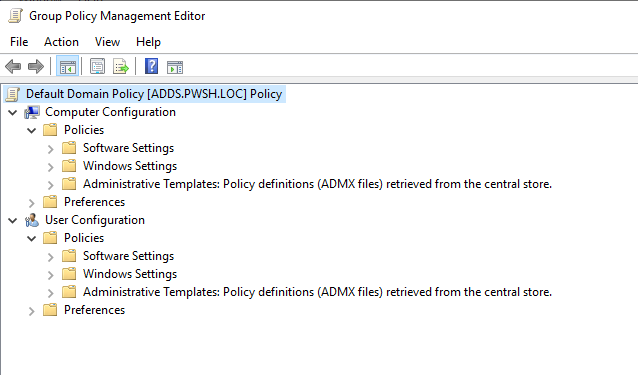 Group Policy Management Editor
File Action View Help
Default Domain Policy [ADDS.PWSH.LOC] Policy
Computer Configuration
Policies
Software Settings
Windows Settings
Administrative Templates: Policy definitions (ADMX files) retrieved from the central store.
Preferences
User Configuration
Policies
Software Settings
Windows Settings
Administrative Templates: Policy definitions (ADMX files) retrieved from the central store.
Preferences